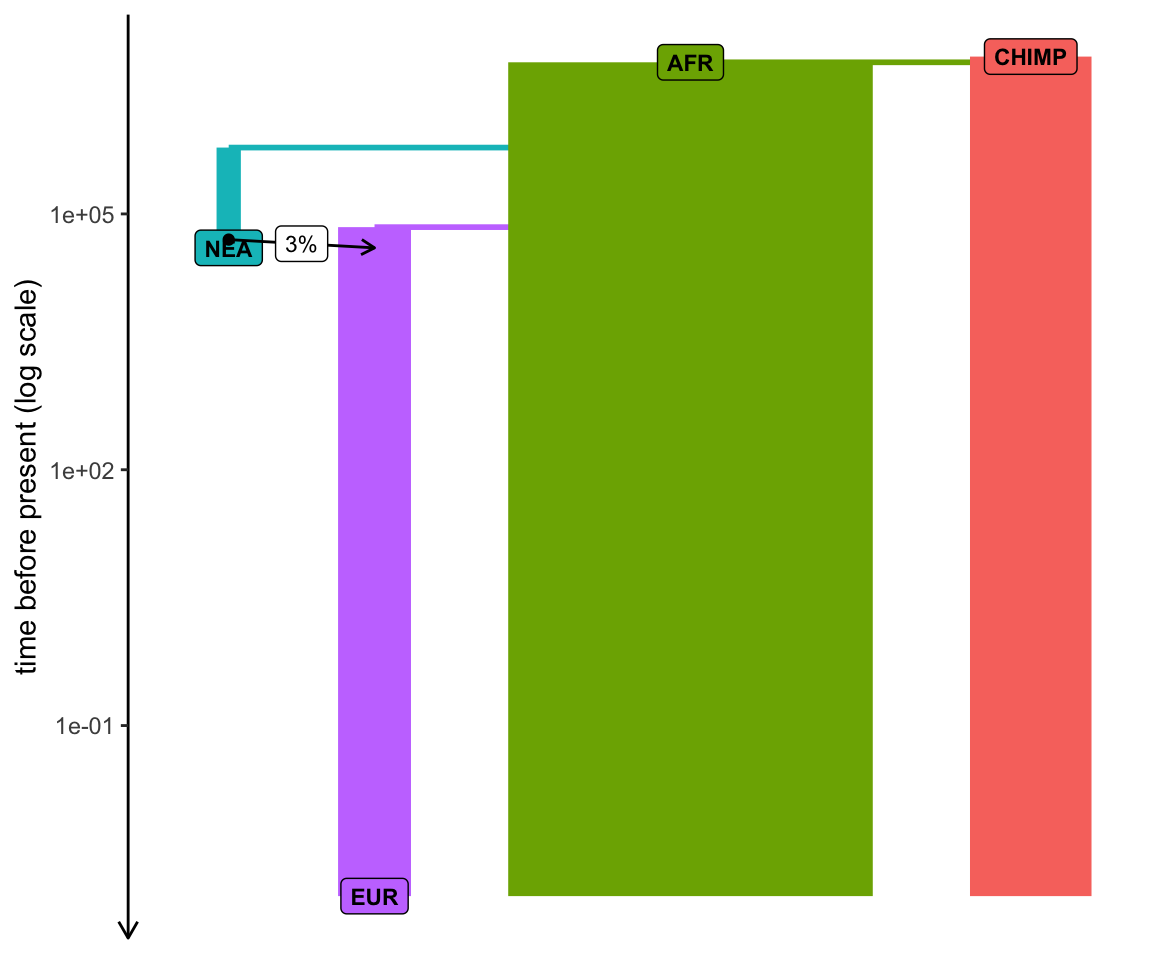 CHIMP
AFR
1e+05
NEA
3%
time before present (log scale)
1e+02
1e-01
EUR